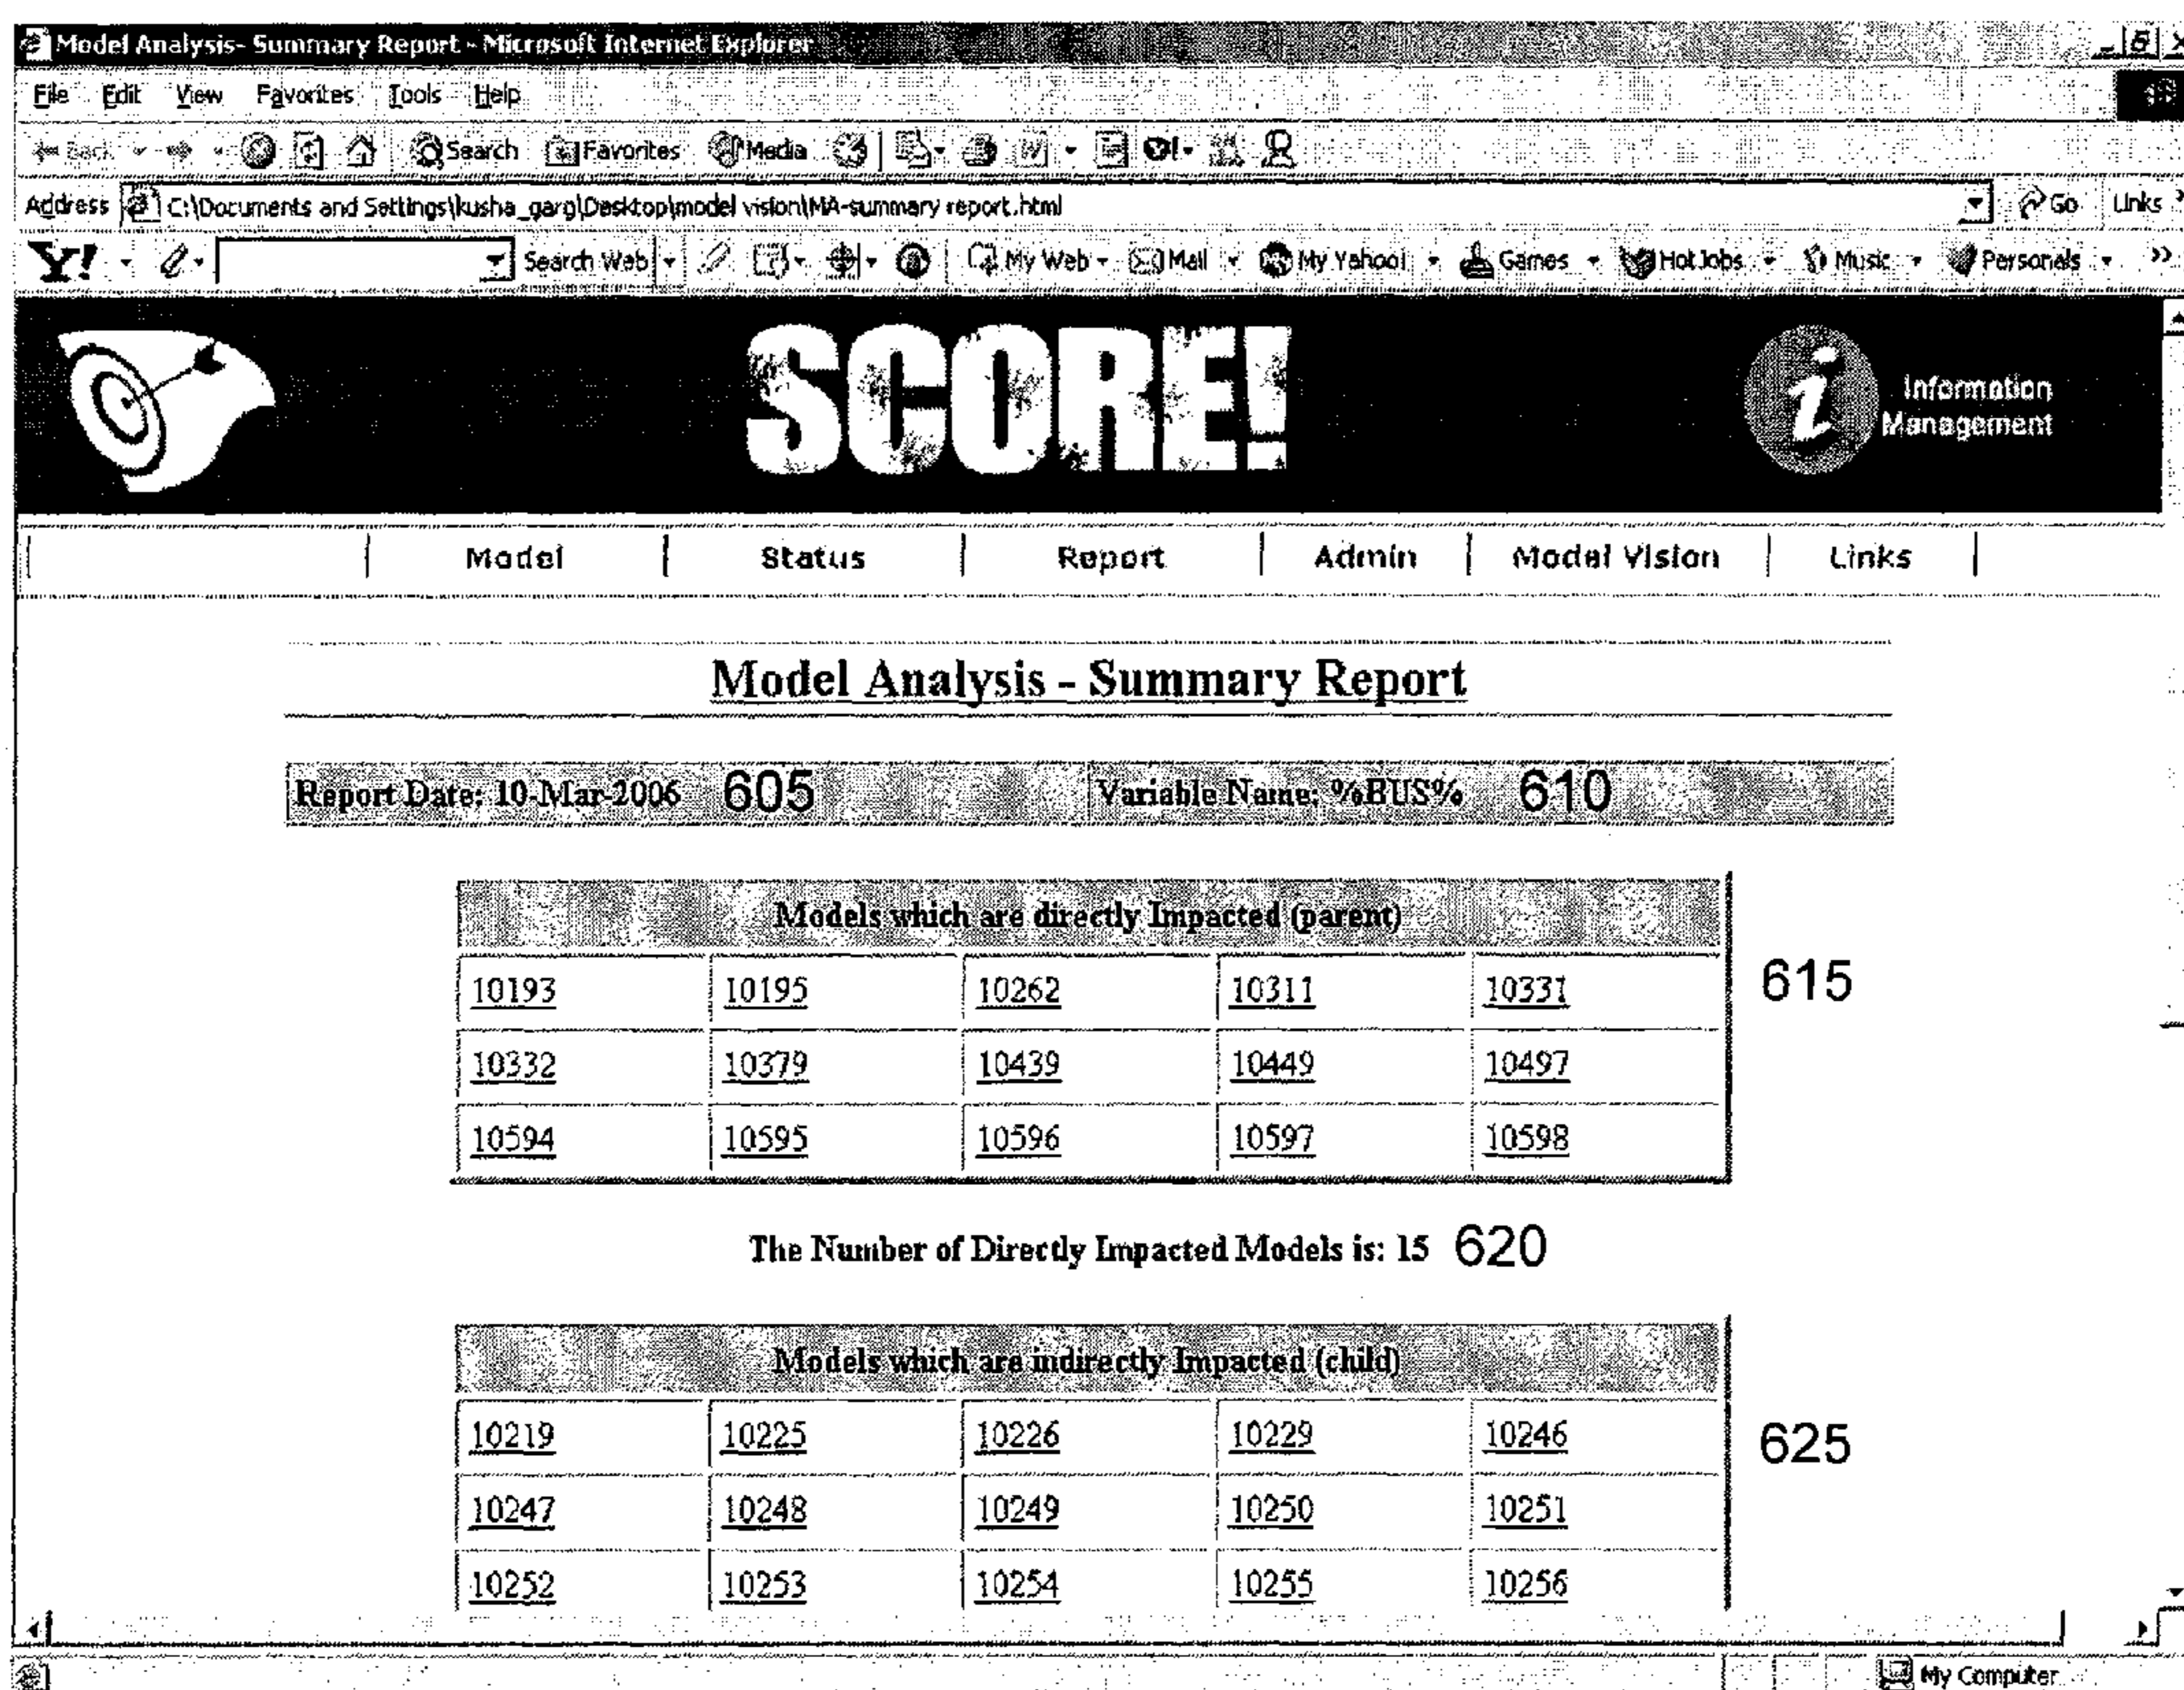 Model Analysis- Summary Report - Microsoft Internet Explorer
File Edit View Favorites Tools Help
Back Search Favorites Media
Address C:\Documents and Settings\kusha_garg\Desktop\model vision\MA-summary report.html Go Links
Y! Search Web My Web Mail My Yahoo! Games HotJobs Music Personals >>
SCORE!
i Information
Management
Model Status Report Admin Model Vision Links
Model Analysis - Summary Report
Report Date: 10-Mar-2006 605 Variable Name: %BUS% 610
Models which are directly Impacted (parent)
10193 10195 10262 10311 10331 615
10332 10379 10439 10449 10497
10594 10595 10596 10597 10598
The Number of Directly Impacted Models is: 15 620
Models which are indirectly Impacted (child)
10219 10225 10226 10229 10246 625
10247 10248 10249 10250 10251
10252 10253 10254 10255 10256
My Computer